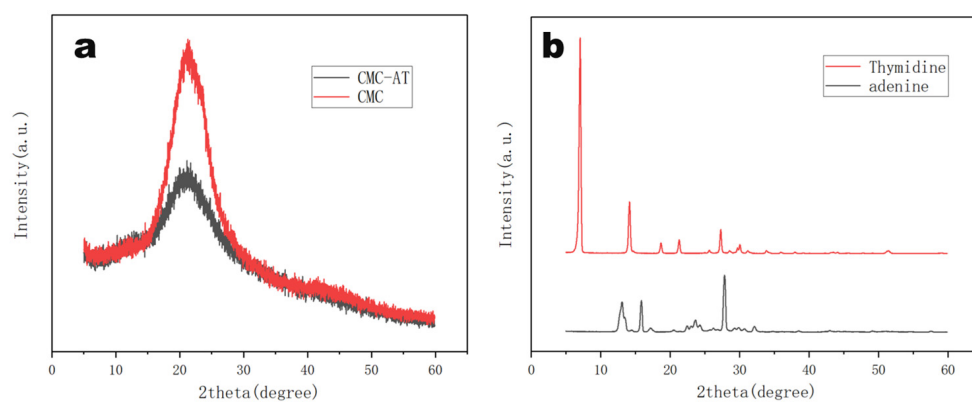 a
CMC-AT
CMC
Intensity(a.u.)
0 10 20 30 40 50 60
2theta(degree)
b
Thymidine
adenine
Intensity(a.u.)
0 10 20 30 40 50 60
2theta(degree)